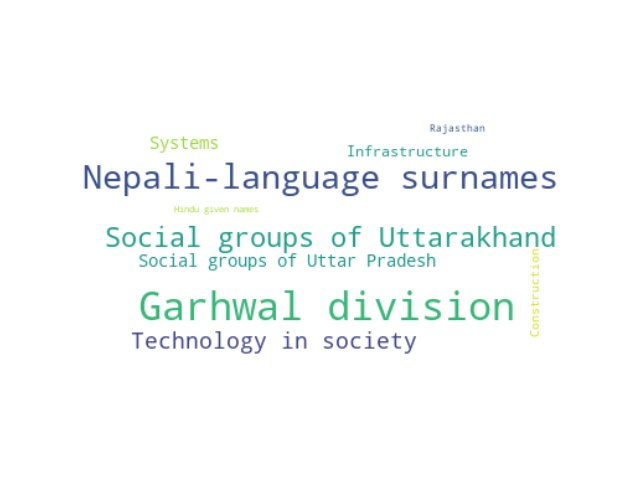 Rajasthan
Systems
Infrastructure
Nepali-language surnames
Hindu given names
Social groups of Uttarakhand
Social groups of Uttar Pradesh
Construction
Garhwal division
Technology in society